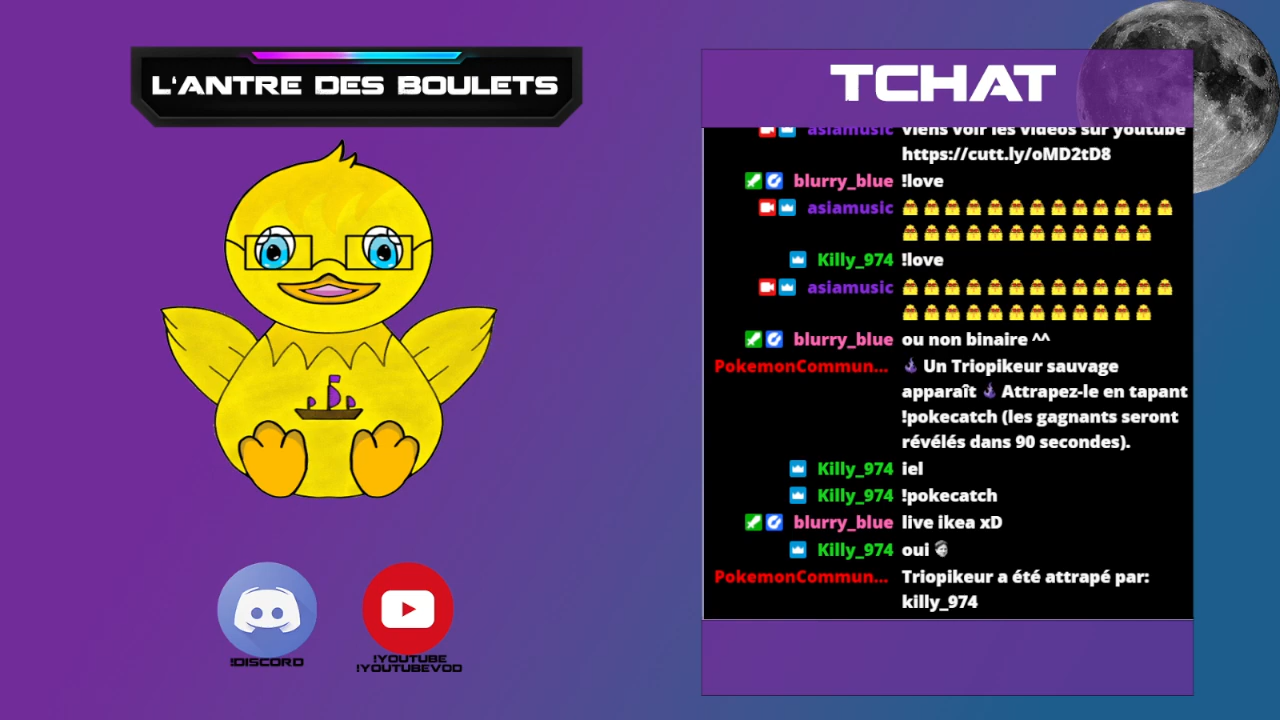 L'ANTRE DES BOULETS
TCHAT
asiamusic viens voir les vidéos sur youtube
https://cutt.ly/oMD2tD8
blurry_blue !love
asiamusic
Killy_974 !love
asiamusic
blurry_blue ou non binaire ^^
PokemonCommun... Un Triopikeur sauvage
apparaît Attrapez-le en tapant
!pokecatch (les gagnants seront
révélés dans 90 secondes).
Killy_974 iel
Killy_974 !pokecatch
blurry_blue live ikea xD
Killy_974 oui
PokemonCommun... Triopikeur a été attrapé par:
killy_974
!DISCORD
!YOUTUBE
!YOUTUBEVOD